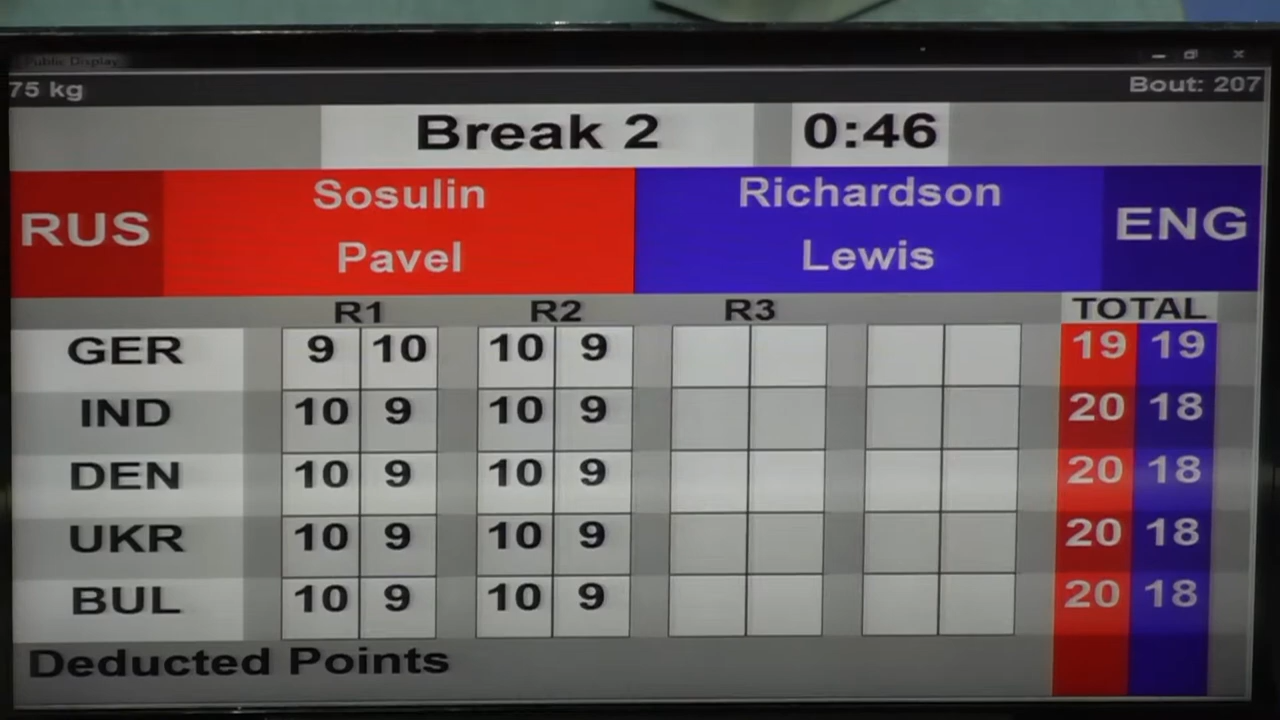 Public Display
75 kg Bout: 207
Break 2 0:46
RUS Sosulin Pavel Richardson Lewis ENG
R1 R2 R3 TOTAL
GER 9 10 10 9 19 19
IND 10 9 10 9 20 18
DEN 10 9 10 9 20 18
UKR 10 9 10 9 20 18
BUL 10 9 10 9 20 18
Deducted Points